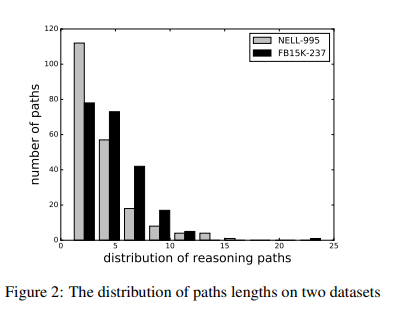 120
100
80
60
40
20
0
number of paths
NELL-995
FB15K-237
0 5 10 15 20 25
distribution of reasoning paths
Figure 2: The distribution of paths lengths on two datasets